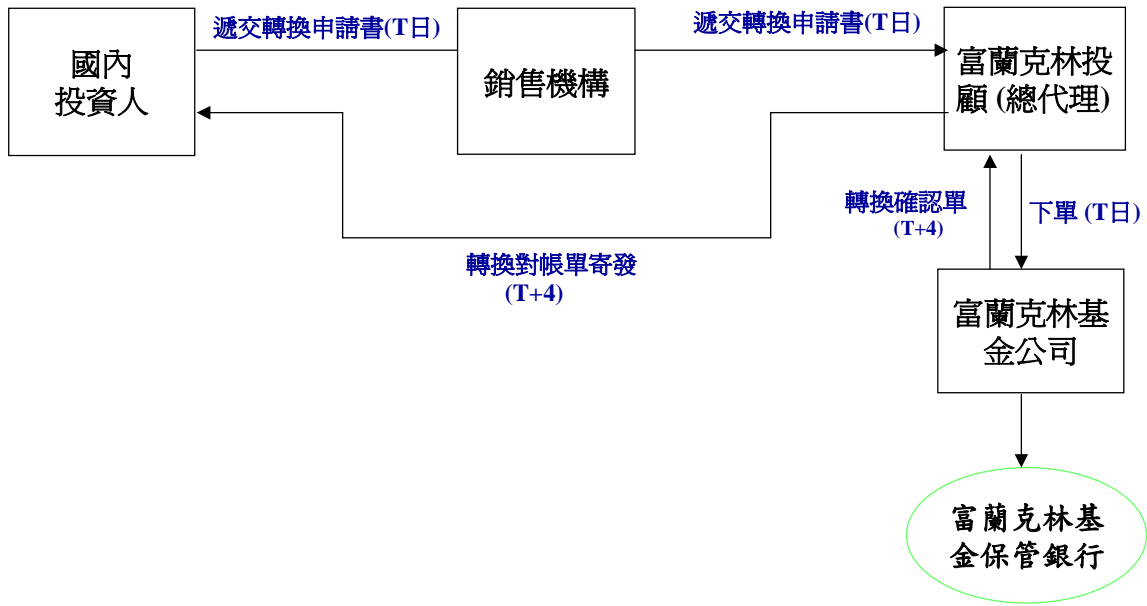 遞交轉換申請書(T日)
遞交轉換申請書(T日)
國內
投資人
銷售機構
富蘭克林投
顧 (總代理)
轉換確認單
(T+4)
下單 (T日)
轉換對帳單寄發
(T+4)
富蘭克林基
金公司
富蘭克林基
金保管銀行